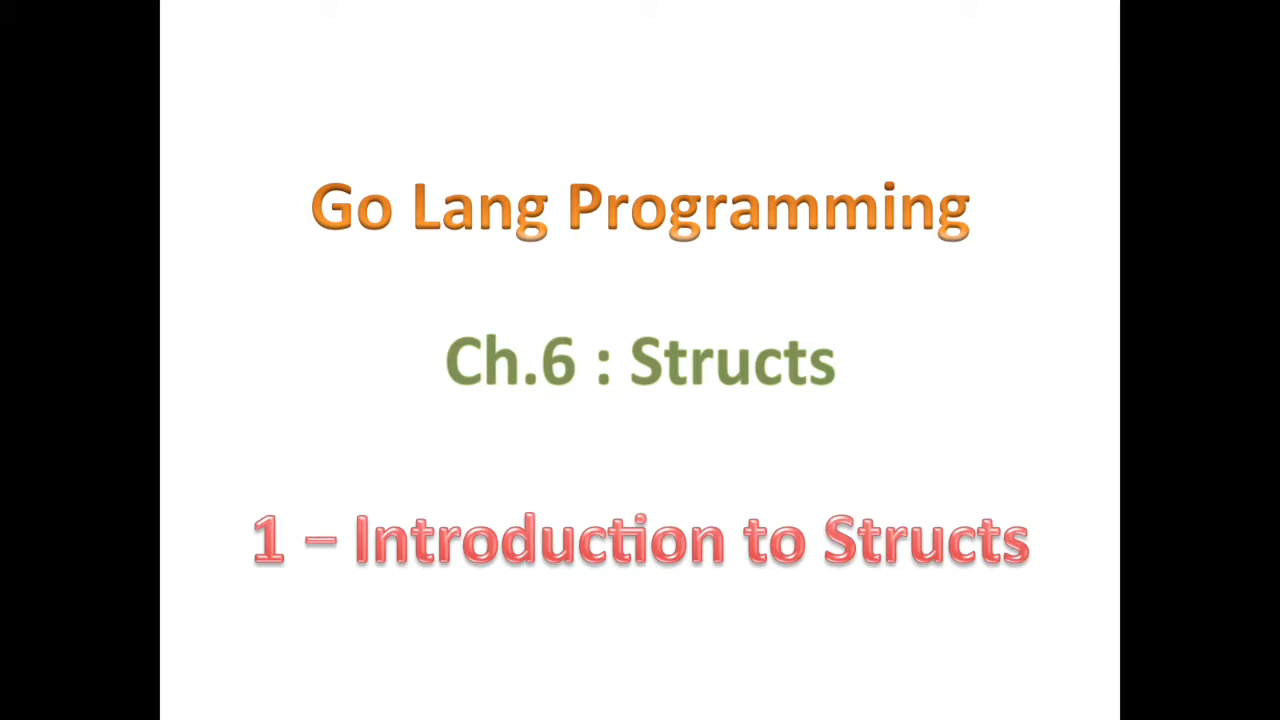 Go Lang Programming
Ch.6 : Structs
1 – Introduction to Structs